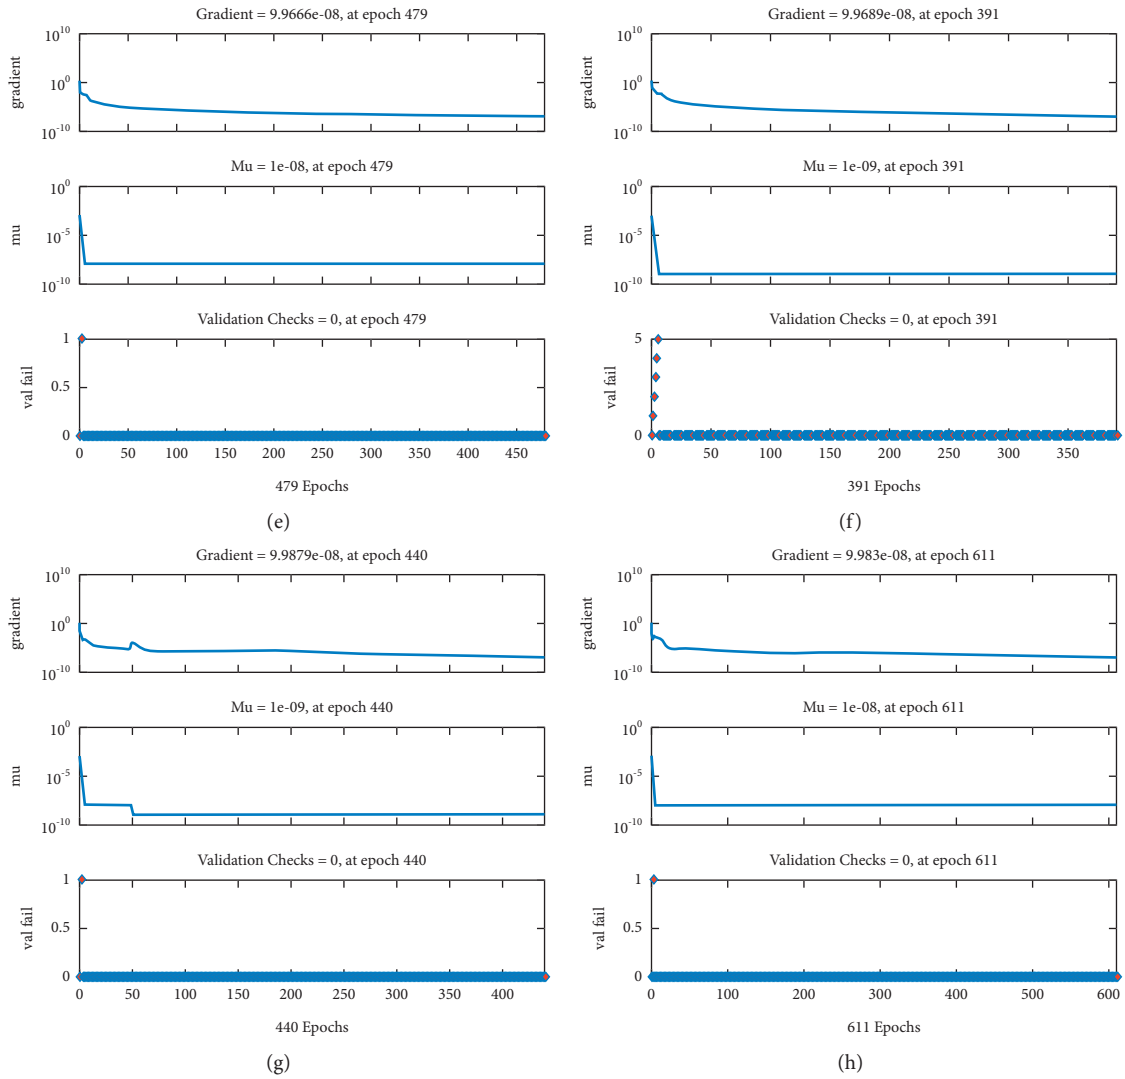 Gradient = 9.9666e-08, at epoch 479
10^10
10^0
10^-10
gradient
Mu = 1e-08, at epoch 479
10^0
10^-5
10^-10
mu
Validation Checks = 0, at epoch 479
1
0.5
0
val fail
0 50 100 150 200 250 300 350 400 450
479 Epochs
(e)
Gradient = 9.9689e-08, at epoch 391
10^10
10^0
10^-10
gradient
Mu = 1e-09, at epoch 391
10^0
10^-5
10^-10
mu
Validation Checks = 0, at epoch 391
5
0
val fail
0 50 100 150 200 250 300 350
391 Epochs
(f)
Gradient = 9.9879e-08, at epoch 440
10^10
10^0
10^-10
gradient
Mu = 1e-09, at epoch 440
10^0
10^-5
10^-10
mu
Validation Checks = 0, at epoch 440
1
0.5
0
val fail
0 50 100 150 200 250 300 350 400
440 Epochs
(g)
Gradient = 9.983e-08, at epoch 611
10^10
10^0
10^-10
gradient
Mu = 1e-08, at epoch 611
10^0
10^-5
10^-10
mu
Validation Checks = 0, at epoch 611
1
0.5
0
val fail
0 100 200 300 400 500 600
611 Epochs
(h)